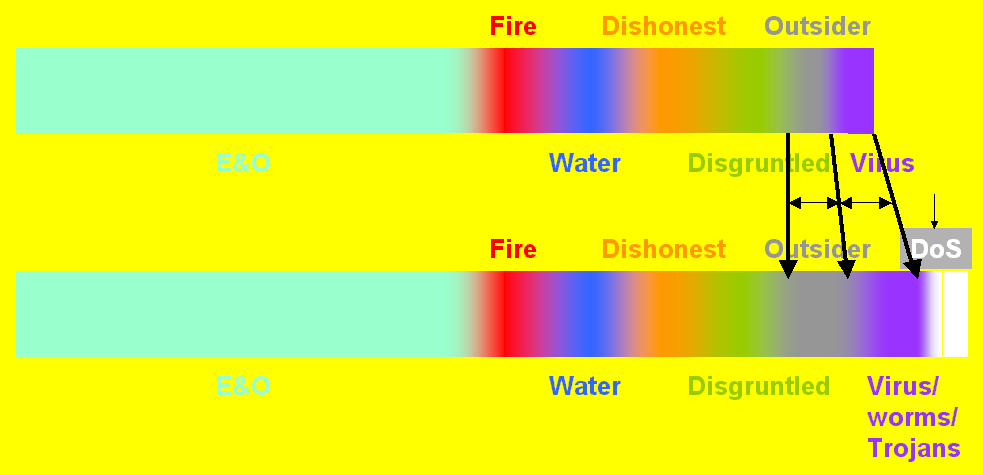 Fire Dishonest Outsider
E&O Water Disgruntled Virus
Fire Dishonest Outsider DoS
E&O Water Disgruntled Virus/
worms/
Trojans